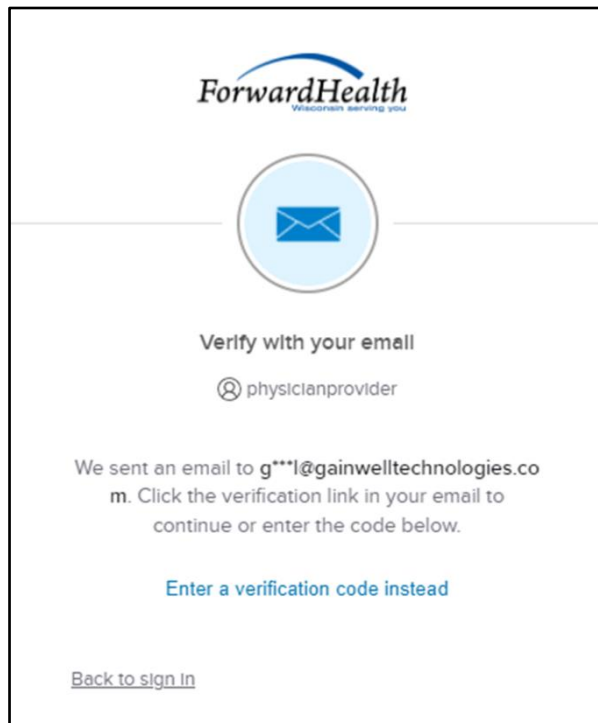 ForwardHealth
Wisconsin serving you
Verify with your email
physicianprovider
We sent an email to g***l@gainwelltechnologies.co
m. Click the verification link in your email to
continue or enter the code below.
Enter a verification code instead
Back to sign in